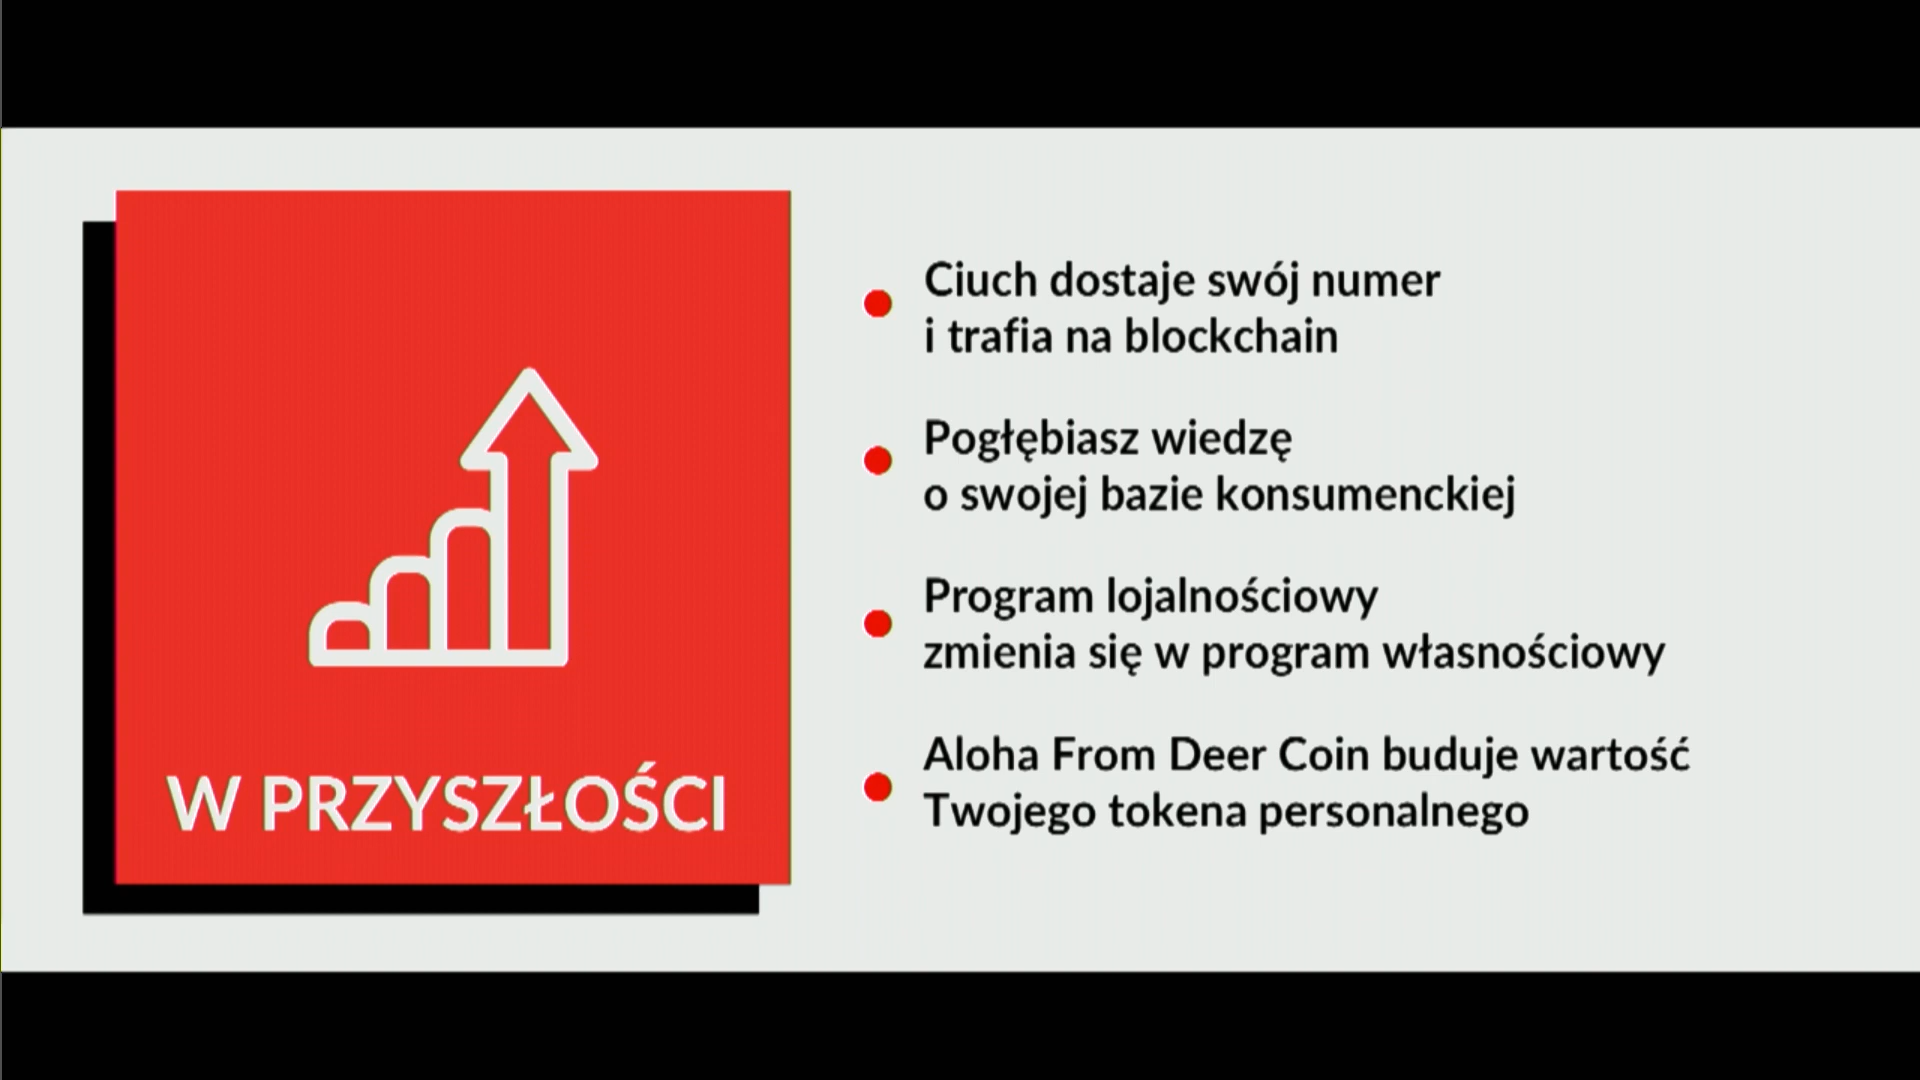 W PRZYSZŁOŚCI
Ciuch dostaje swój numer
i trafia na blockchain
Pogłębiasz wiedzę
o swojej bazie konsumenckiej
Program lojalnościowy
zmienia się w program własnościowy
Aloha From Deer Coin buduje wartość
Twojego tokena personalnego